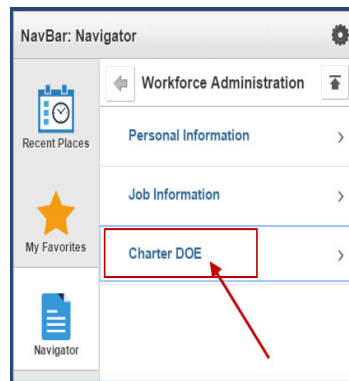 NavBar: Navigator
Workforce Administration
Recent Places
Personal Information
Job Information
My Favorites
Charter DOE
Navigator